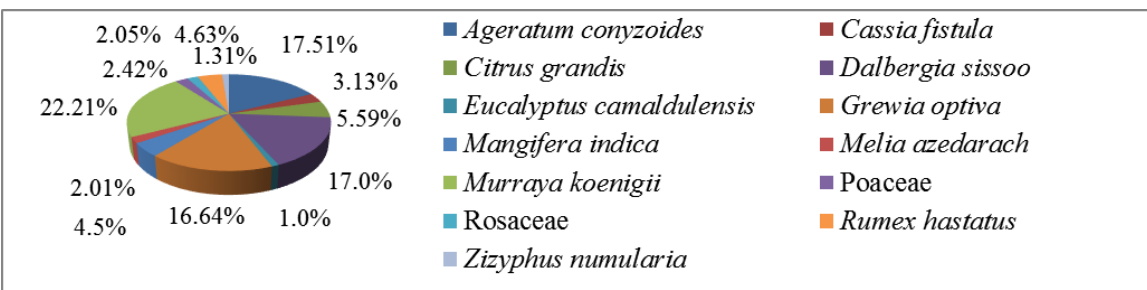 2.05% 4.63%
1.31% 17.51%
2.42% 3.13%
22.21% 5.59%
2.01% 17.0%
4.5% 16.64% 1.0%
Ageratum conyzoides Cassia fistula
Citrus grandis Dalbergia sissoo
Eucalyptus camaldulensis Grewia optiva
Mangifera indica Melia azedarach
Murraya koenigii Poaceae
Rosaceae Rumex hastatus
Zizyphus numularia